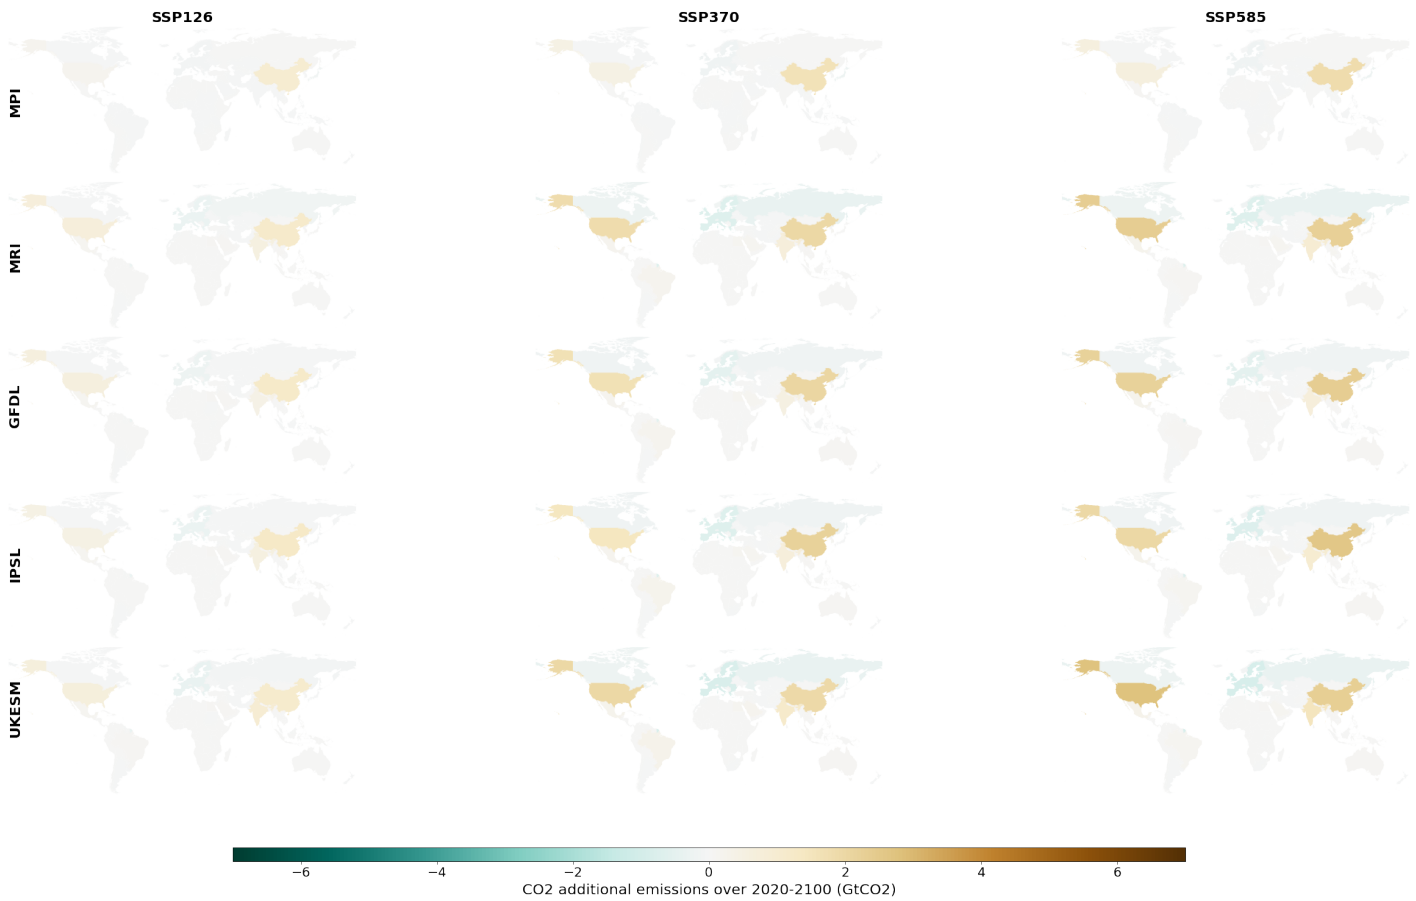 SSP126 SSP370 SSP585
MPI
MRI
GFDL
IPSL
UKESM
−6 −4 −2 0 2 4 6
CO2 additional emissions over 2020-2100 (GtCO2)